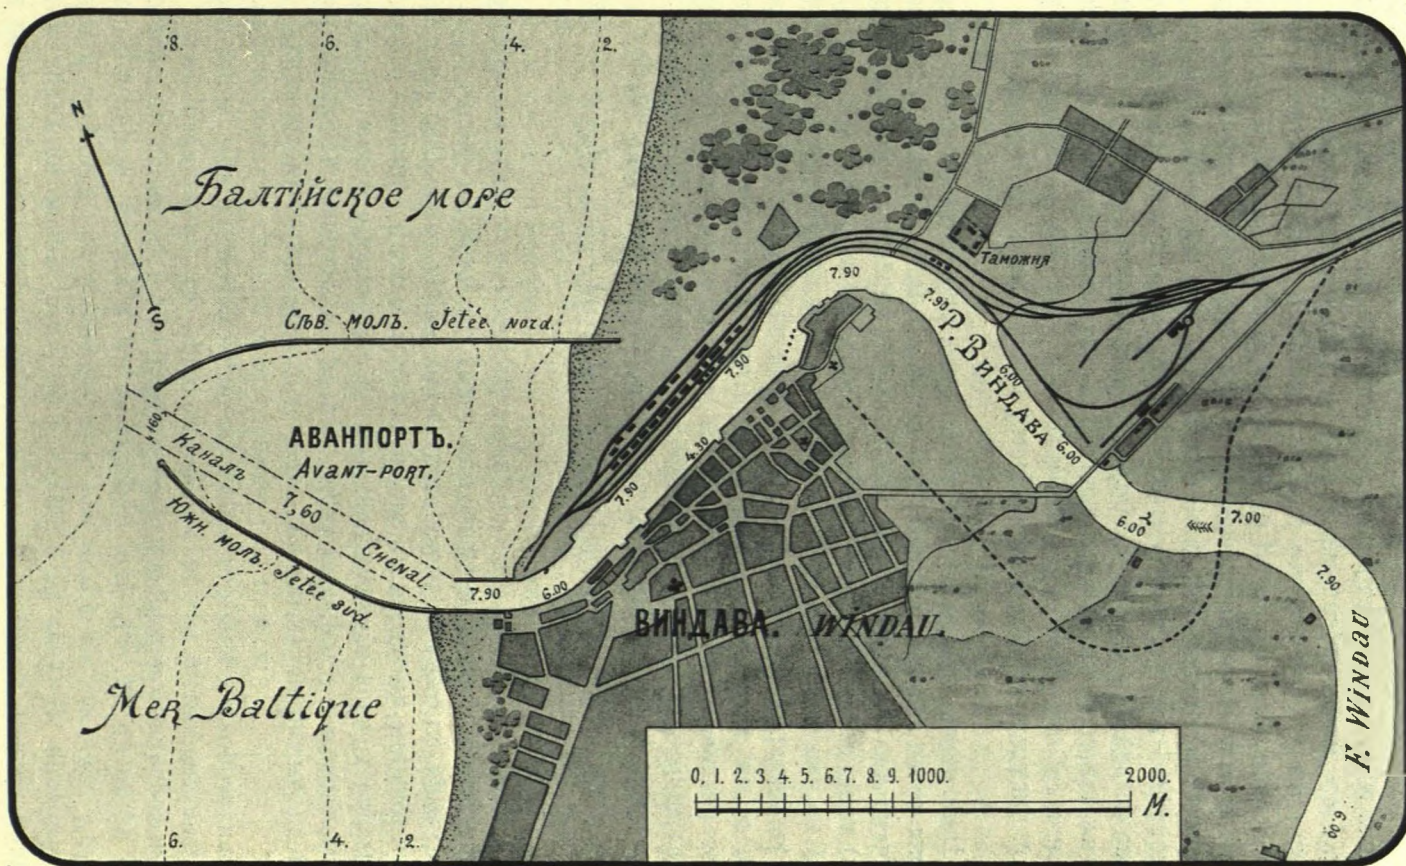 8.
6.
4.
2.
N
S
Балтійское море
Сѣв. молъ. Jetée Nord.
Таможня
7.90
7.90
Р. Виндава
6.00
6.00
7.90
4.30
7.90
160
Каналъ
АВАНПОРТЪ.
Avant-port.
7,60
Chenal
Южн. молъ. Jetée sud.
7.90
6.00
6.00
7.00
7.90
ВИНДАВА. WINDAU.
F. WINDAU
Mer Baltique
0. 1. 2. 3. 4. 5. 6. 7. 8. 9. 1000. 2000.
М.
6.00
6.
4.
2.